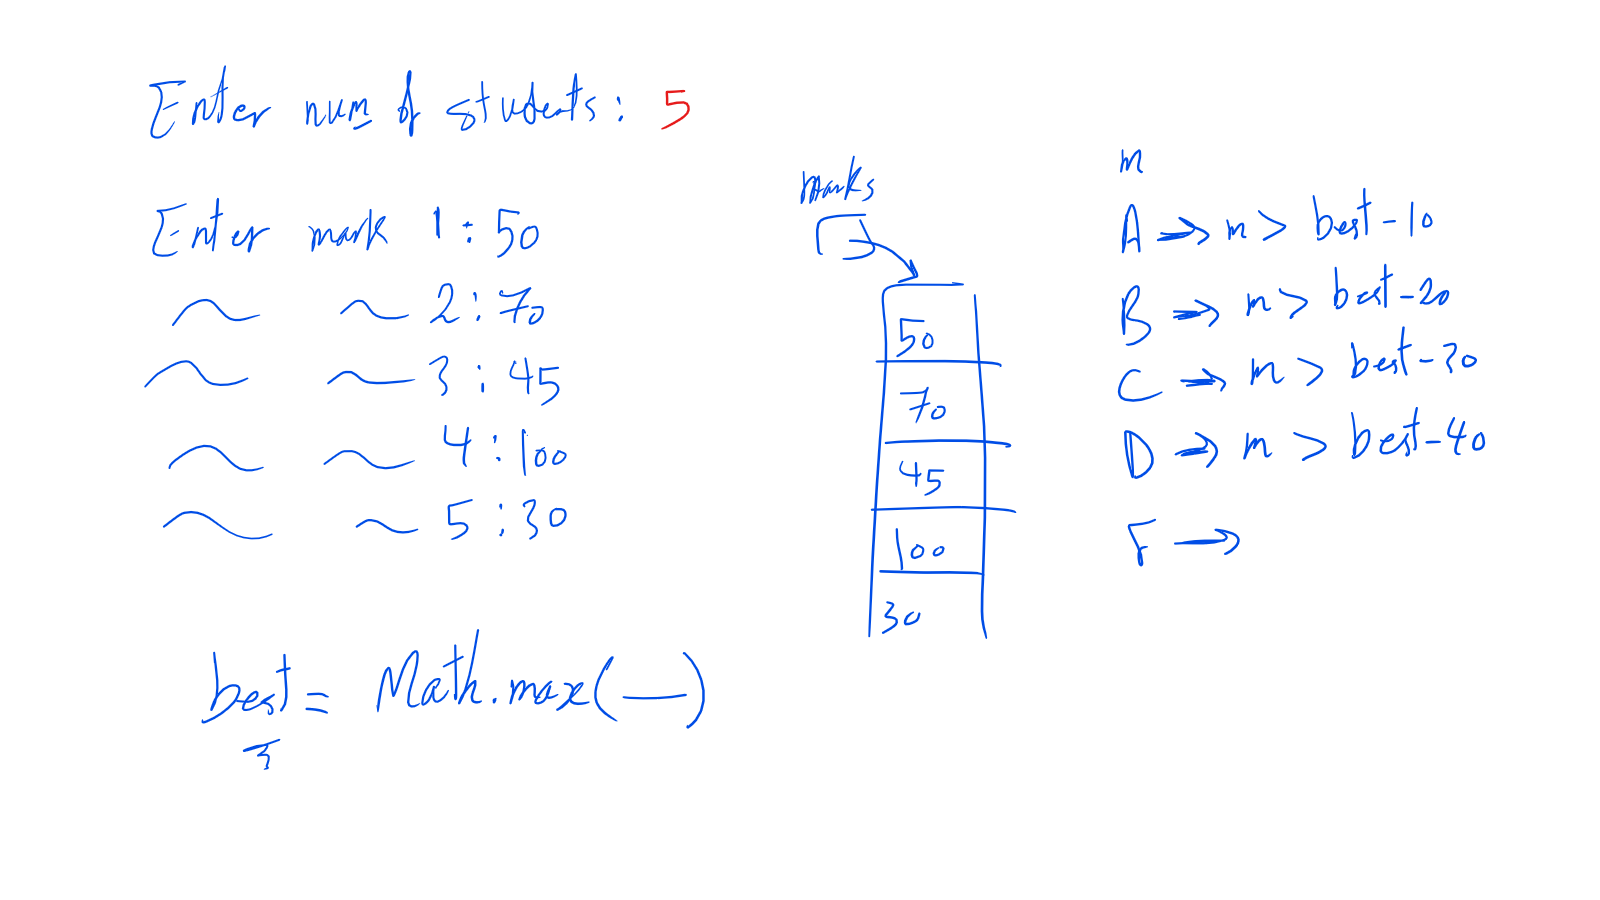 Enter num of students: 5
Enter mark 1: 50
2: 70
3: 45
4: 100
5: 30
best = Math.max(—)
marks
50
70
45
100
30
m
A → m > best-10
B → m > best-20
C → m > best-30
D → m > best-40
F →